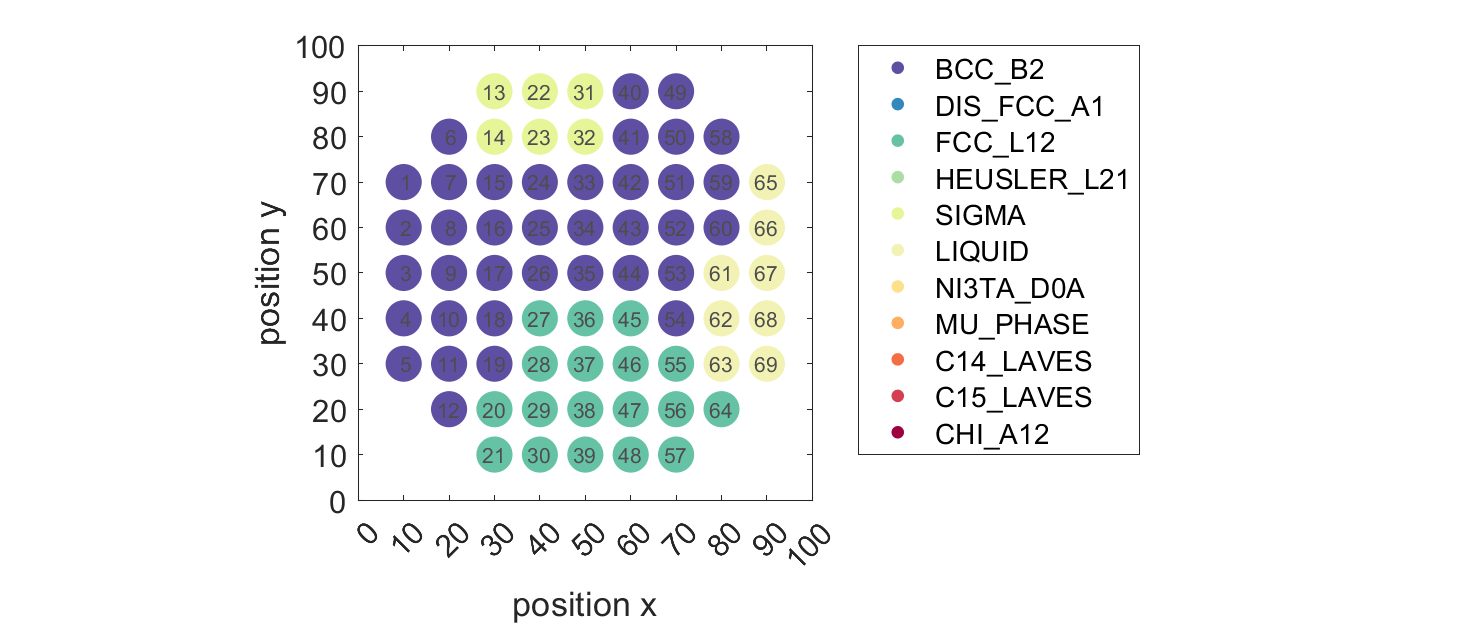 100
90
80
70
60
50
40
30
20
10
0
position y
13 22 31 40 49
6 14 23 32 41 50 58
1 7 15 24 33 42 51 59 65
2 8 16 25 34 43 52 60 66
3 9 17 26 35 44 53 61 67
4 10 18 27 36 45 54 62 68
5 11 19 28 37 46 55 63 69
12 20 29 38 47 56 64
21 30 39 48 57
0 10 20 30 40 50 60 70 80 90 100
position x
BCC_B2
DIS_FCC_A1
FCC_L12
HEUSLER_L21
SIGMA
LIQUID
NI3TA_D0A
MU_PHASE
C14_LAVES
C15_LAVES
CHI_A12